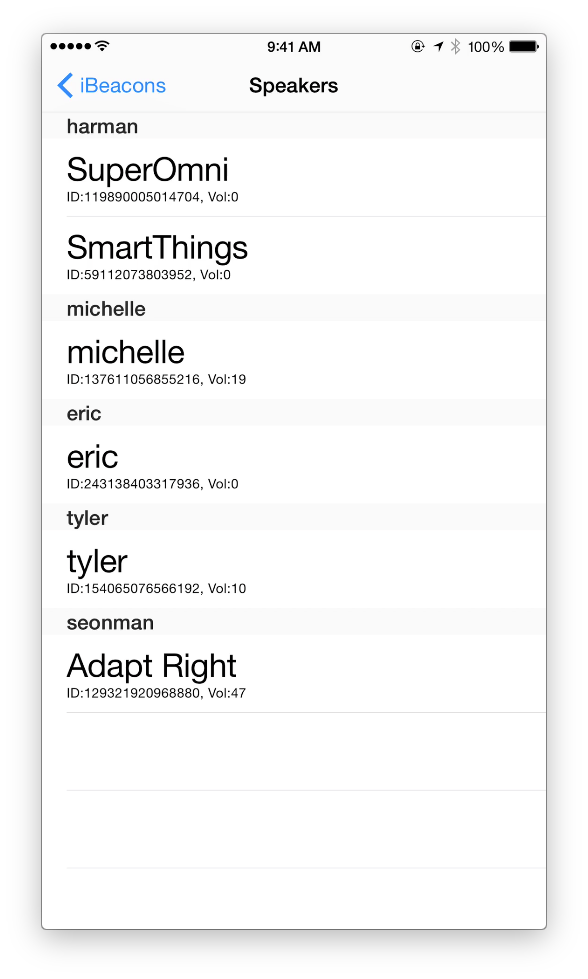 9:41 AM 100%
iBeacons Speakers
harman
SuperOmni
ID:119890005014704, Vol:0
SmartThings
ID:59112073803952, Vol:0
michelle
michelle
ID:137611056855216, Vol:19
eric
eric
ID:243138403317936, Vol:0
tyler
tyler
ID:154065076566192, Vol:10
seonman
Adapt Right
ID:129321920968880, Vol:47